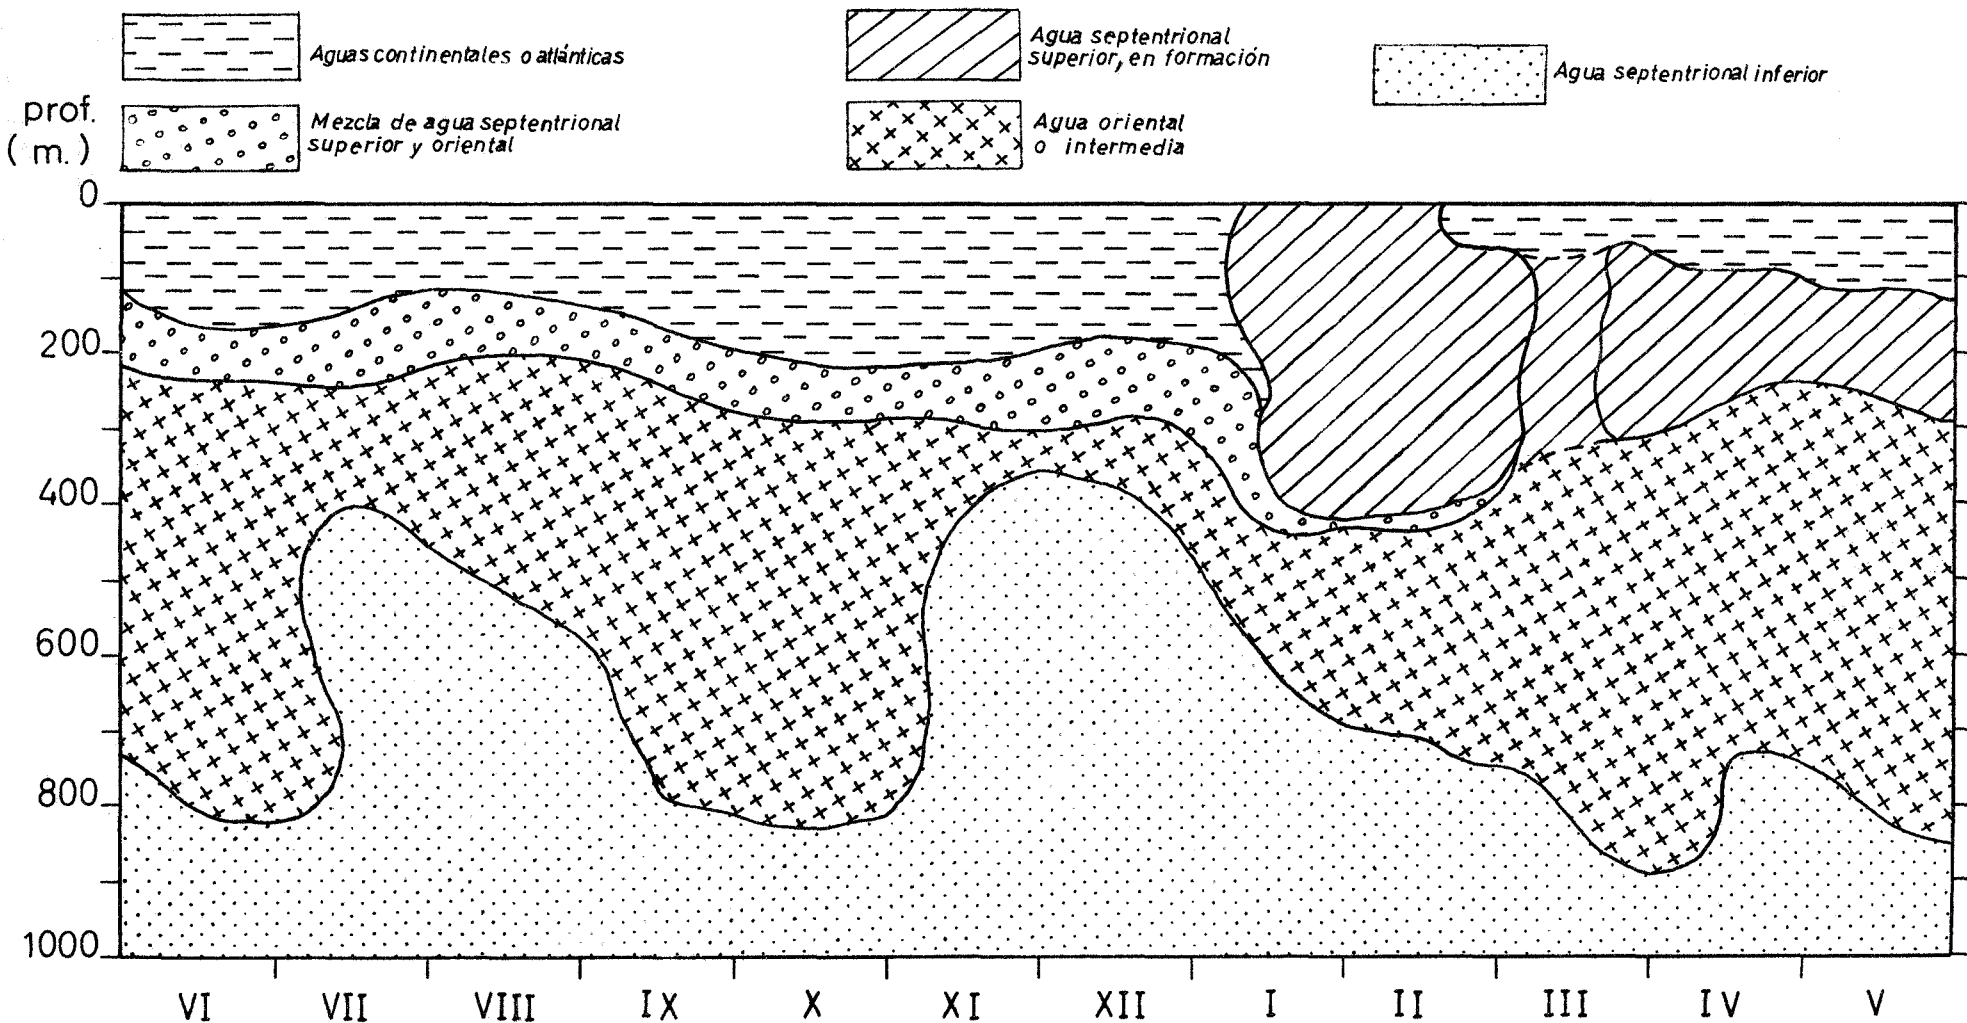 Aguas continentales o atlánticas
Mezcla de agua septentrional
superior y oriental
Agua septentrional
superior, en formación
Agua oriental
o intermedia
Agua septentrional inferior
prof.
( m. )
0
200
400
600
800
1000
VI VII VIII IX X XI XII I II III IV V